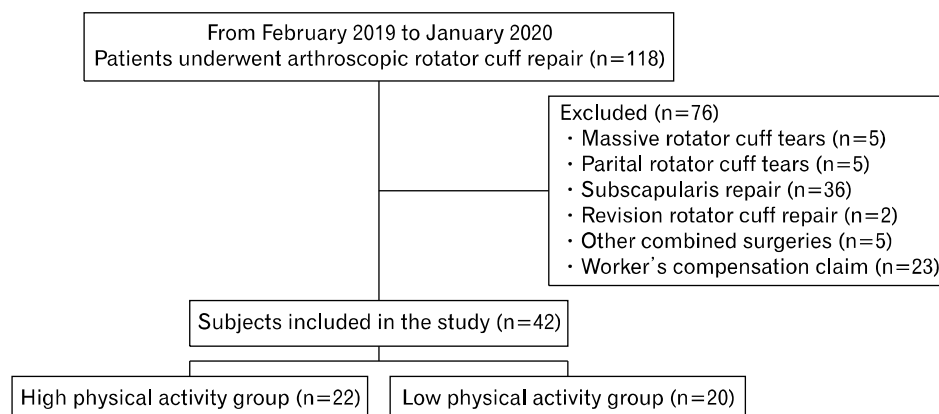 From February 2019 to January 2020
Patients underwent arthroscopic rotator cuff repair (n=118)
Excluded (n=76)
· Massive rotator cuff tears (n=5)
· Parital rotator cuff tears (n=5)
· Subscapularis repair (n=36)
· Revision rotator cuff repair (n=2)
· Other combined surgeries (n=5)
· Worker's compensation claim (n=23)
Subjects included in the study (n=42)
High physical activity group (n=22)
Low physical activity group (n=20)